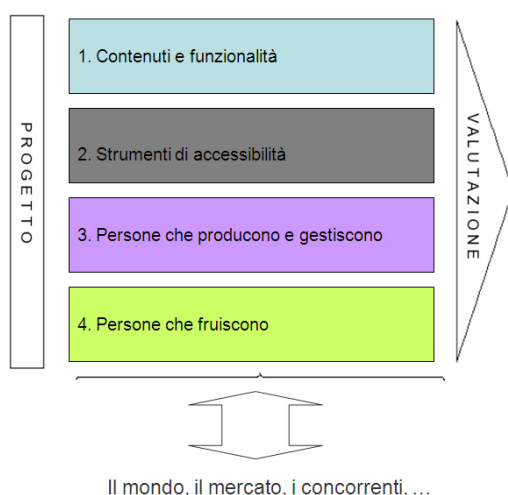 PROGETTO
1. Contenuti e funzionalità
2. Strumenti di accessibilità
3. Persone che producono e gestiscono
4. Persone che fruiscono
VALUTAZIONE
Il mondo, il mercato, i concorrenti, ...